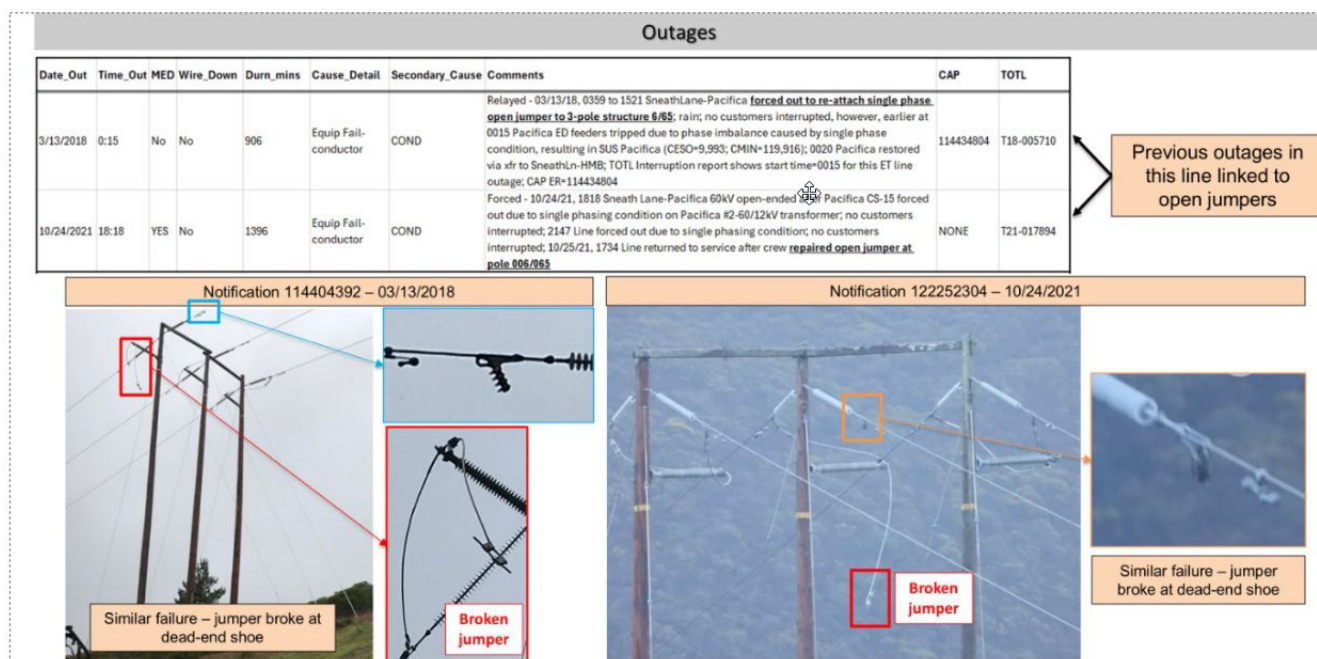 Outages
Date_Out Time_Out MED Wire_Down Durn_mins Cause_Detail Secondary_Cause Comments CAP TOTL
Relayed - 03/13/18, 0359 to 1521 SneathLane-Pacifica forced out to re-attach single phase
open jumper to 3-pole structure 6/65; rain; no customers interrupted, however, earlier at
3/13/2018 0:15 No No 906 Equip Fail-conductor COND 0015 Pacifica ED feeders tripped due to phase imbalance caused by single phase 114434804 T18-005710
condition, resulting in SUS Pacifica (CESO=9,993; CMIN=119,916); 0020 Pacifica restored
via xfr to SneathLn-HMB; TOTL Interruption report shows start time=0015 for this ET line
outage; CAP ER=114434804
Forced - 10/24/21, 1818 Sneath Lane-Pacifica 60kV open-ended Pacifica CS-15 forced
out due to single phasing condition on Pacifica #2-60/12kV transformer; no customers
10/24/2021 18:18 YES No 1396 Equip Fail-conductor COND interrupted; 2147 Line forced out due to single phasing condition; no customers NONE T21-017894
interrupted; 10/25/21, 1734 Line returned to service after crew repaired open jumper at
pole 006/065
Previous outages in
this line linked to
open jumpers
Notification 114404392 – 03/13/2018
Notification 122252304 – 10/24/2021
Similar failure – jumper broke at
dead-end shoe
Broken
jumper
Broken
jumper
Similar failure – jumper
broke at dead-end shoe